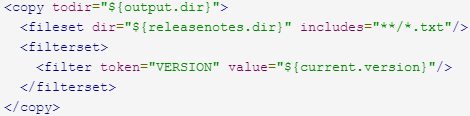 <copy todir="${output.dir}">
  <fileset dir="${releasenotes.dir}" includes="**/*.txt"/>
  <filterset>
    <filter token="VERSION" value="${current.version}"/>
  </filterset>
</copy>